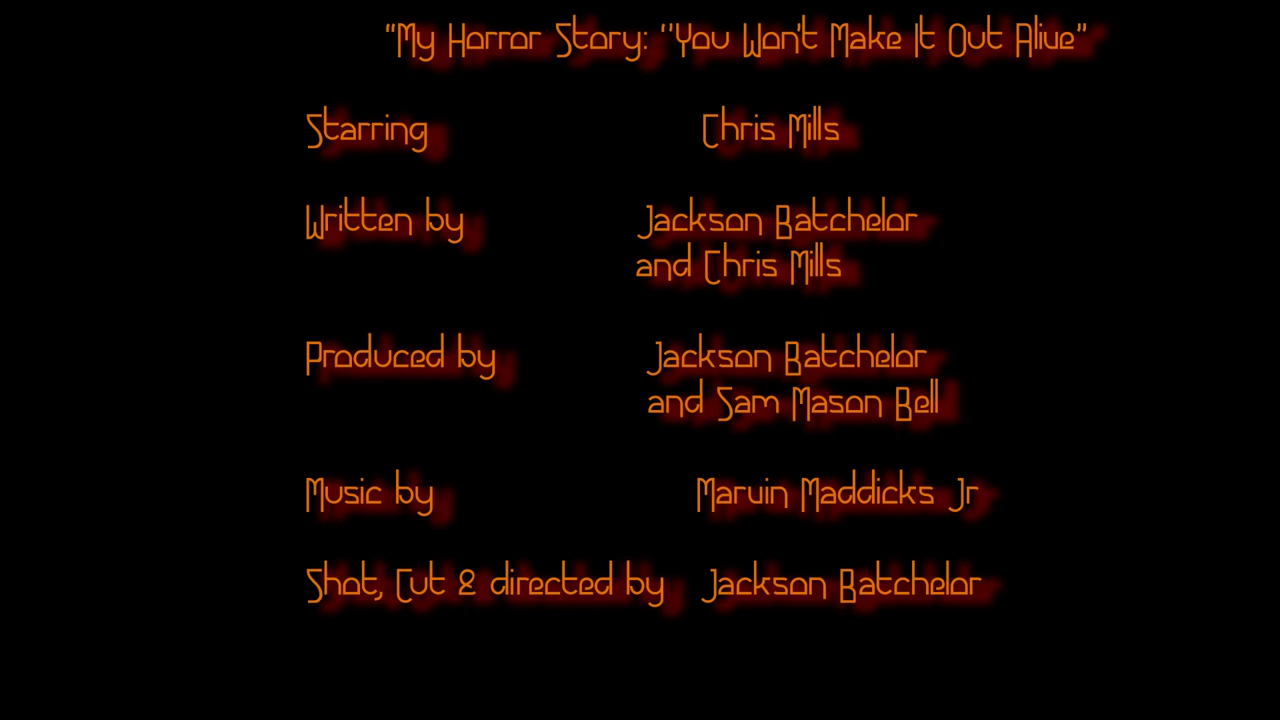 "My Horror Story: ''You Won't Make It Out Alive"
Starring Chris Mills
Written by Jackson Batchelor
and Chris Mills
Produced by Jackson Batchelor
and Sam Mason Bell
Music by Marvin Maddicks Jr
Shot, Cut & directed by Jackson Batchelor